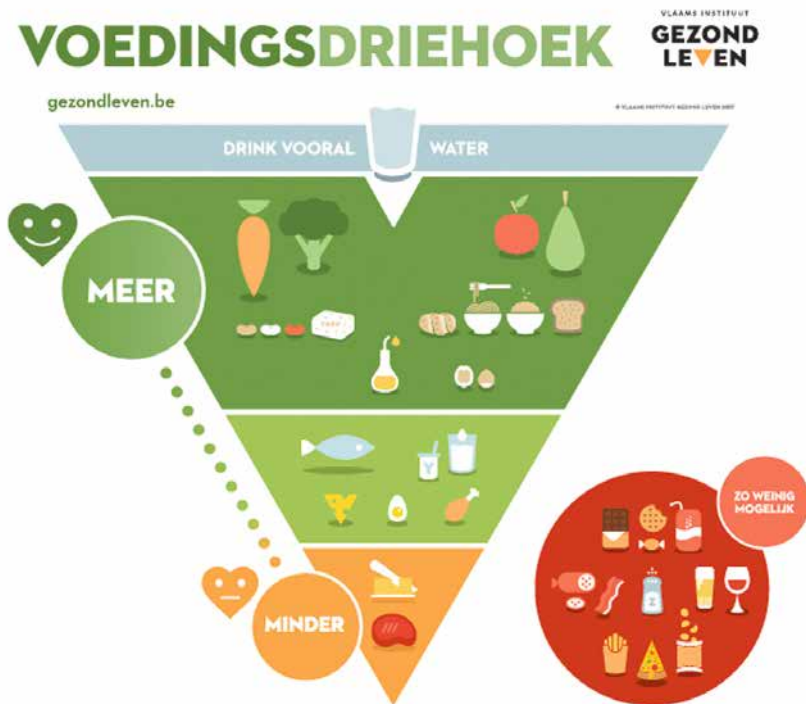 VOEDINGSDRIEHOEK
VLAAMS INSTITUUT
GEZOND
LEVEN
gezondleven.be
DRINK VOORAL WATER
MEER
MINDER
ZO WEINIG
MOGELIJK